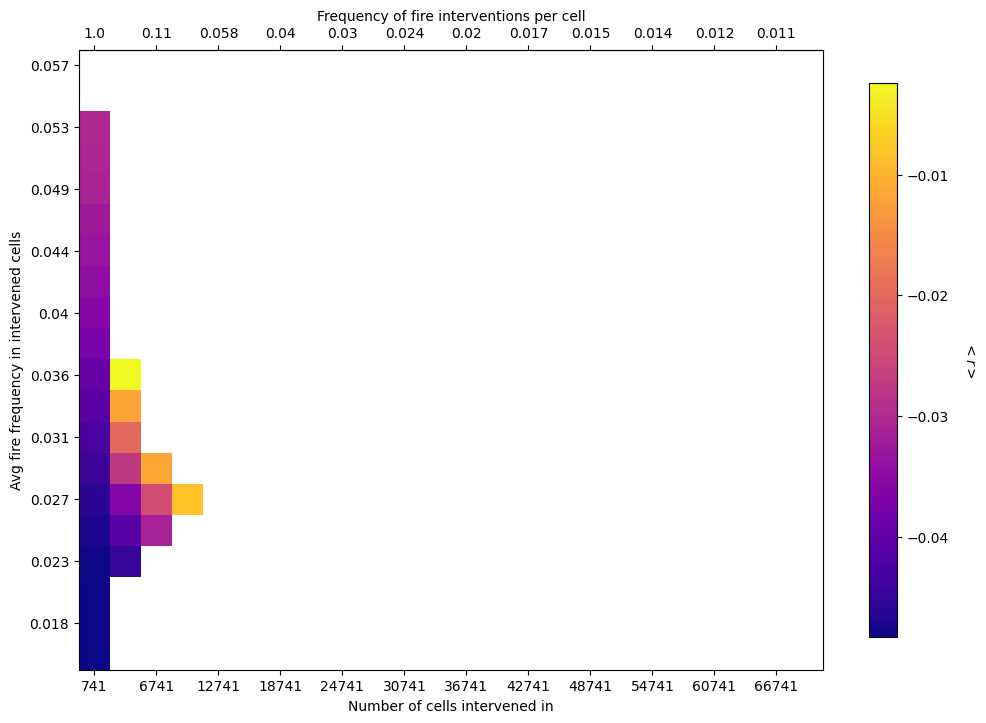 Frequency of fire interventions per cell
1.0 0.11 0.058 0.04 0.03 0.024 0.02 0.017 0.015 0.014 0.012 0.011
Avg fire frequency in intervened cells
0.057
0.053
0.049
0.044
0.04
0.036
0.031
0.027
0.023
0.018
741 6741 12741 18741 24741 30741 36741 42741 48741 54741 60741 66741
Number of cells intervened in
−0.01
−0.02
−0.03
−0.04
< r >